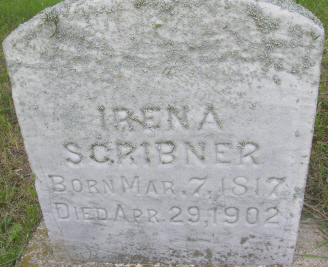 IRENA
SCRIBNER
BORN MAR. 7, 1817
DIED APR. 29, 1902